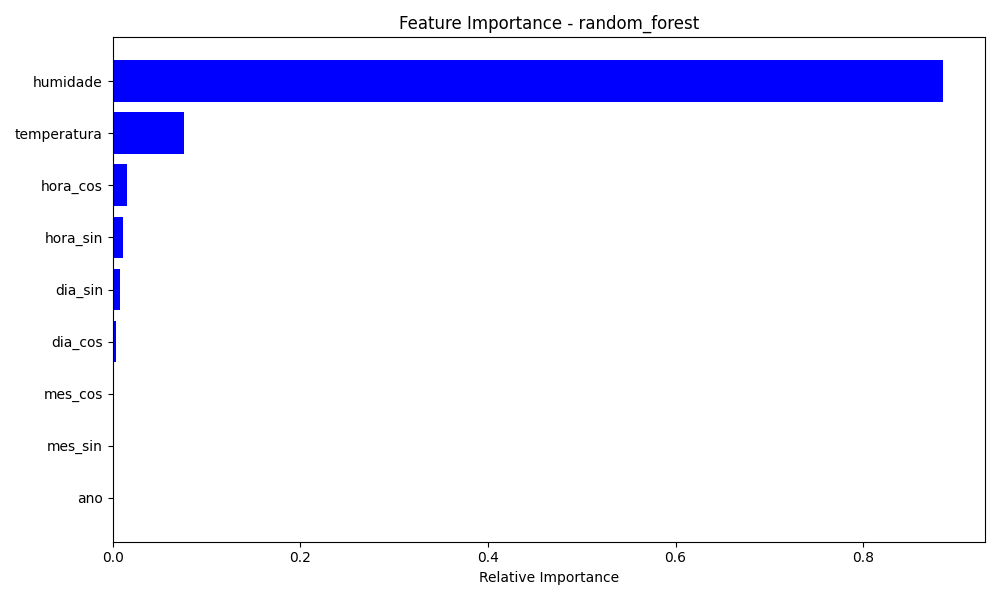 Feature Importance - random_forest
humidade
temperatura
hora_cos
hora_sin
dia_sin
dia_cos
mes_cos
mes_sin
ano
0.0 0.2 0.4 0.6 0.8
Relative Importance